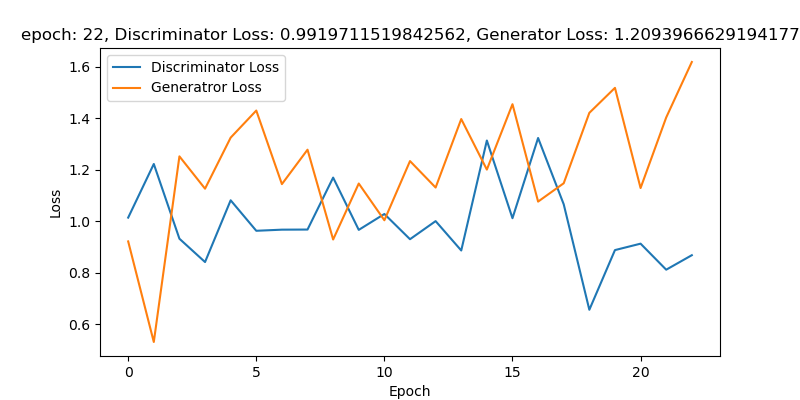 epoch: 22, Discriminator Loss: 0.9919711519842562, Generator Loss: 1.2093966629194177
Discriminator Loss
Generatror Loss
1.6
1.4
1.2
1.0
0.8
0.6
Loss
0 5 10 15 20
Epoch